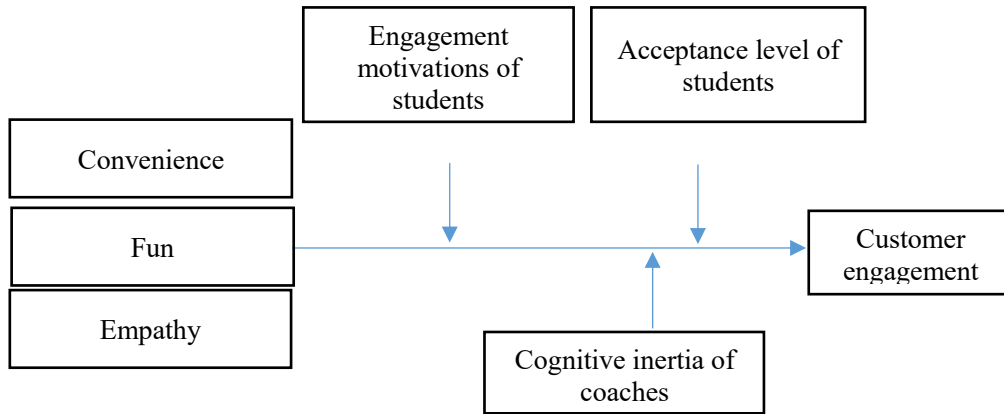 Engagement
motivations of
students
Acceptance level of
students
Convenience
Fun
Empathy
Customer
engagement
Cognitive inertia of
coaches